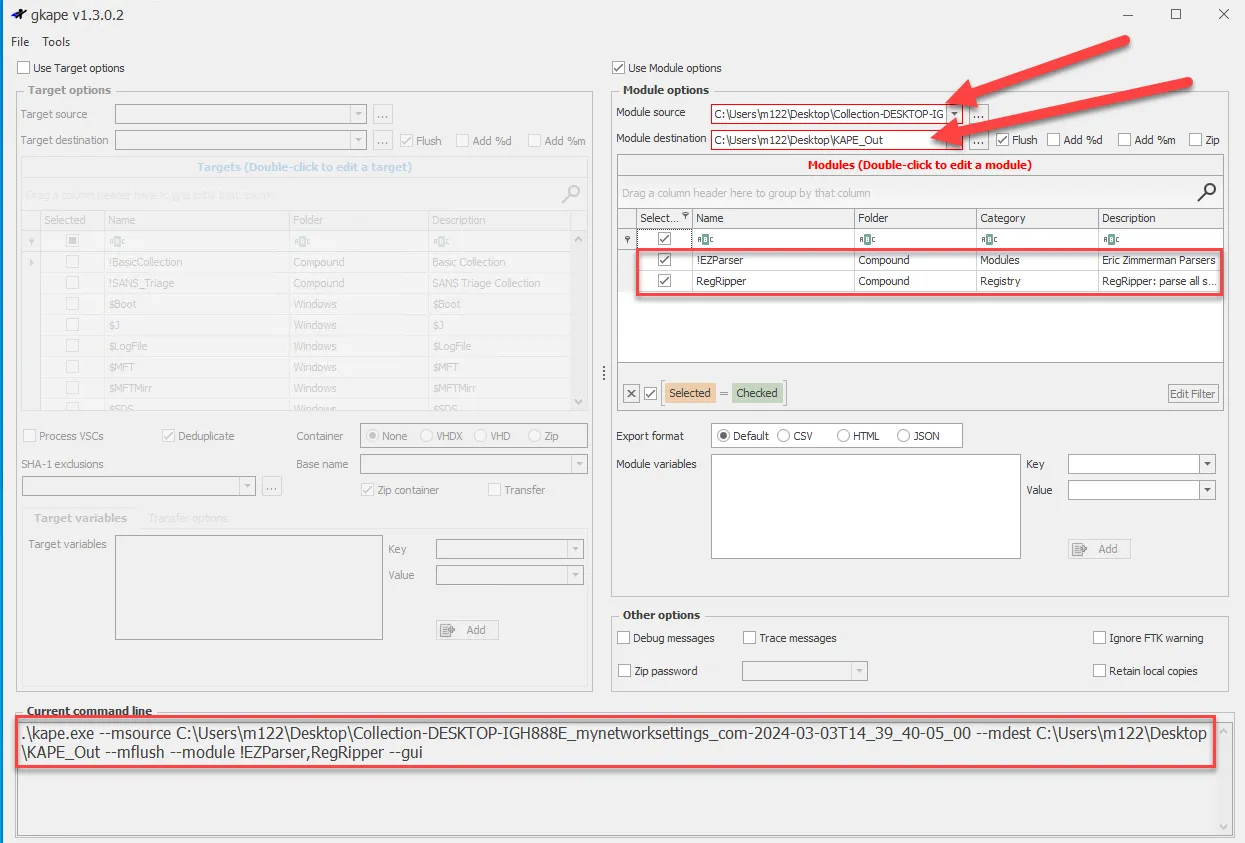 gkape v1.3.0.2
File Tools
Use Target options
Target options
Target source
...
Target destination
...
Flush
Add %d
Add %m
Targets (Double-click to edit a target)
Drag a column header here to group by that column
Selected Name Folder Description
!BasicCollection Compound Basic Collection
!SANS_Triage Compound SANS Triage Collection
$Boot Windows $Boot
$J Windows $J
$LogFile Windows $LogFile
$MFT Windows $MFT
$MFTMirr Windows $MFTMirr
$SDS Windows $SDS
Process VSCs
Deduplicate
Container
None VHDX VHD Zip
SHA-1 exclusions
...
Base name
Zip container
Transfer
Target variables Transfer options
Target variables
Key
Value
Add
Use Module options
Module options
Module source C:\Users\m122\Desktop\Collection-DESKTOP-IG
...
Module destination C:\Users\m122\Desktop\KAPE_Out
...
Flush
Add %d
Add %m
Zip
Modules (Double-click to edit a module)
Drag a column header here to group by that column
Select... Name Folder Category Description
!EZParser Compound Modules Eric Zimmerman Parsers
RegRipper Compound Registry RegRipper: parse all s...
Selected = Checked
Edit Filter
Export format
Default CSV HTML JSON
Module variables
Key
Value
Add
Other options
Debug messages
Trace messages
Ignore FTK warning
Zip password
Retain local copies
Current command line
.\kape.exe --msource C:\Users\m122\Desktop\Collection-DESKTOP-IGH888E_mynetworksettings_com-2024-03-03T14_39_40-05_00 --mdest C:\Users\m122\Desktop
\KAPE_Out --mflush --module !EZParser,RegRipper --gui